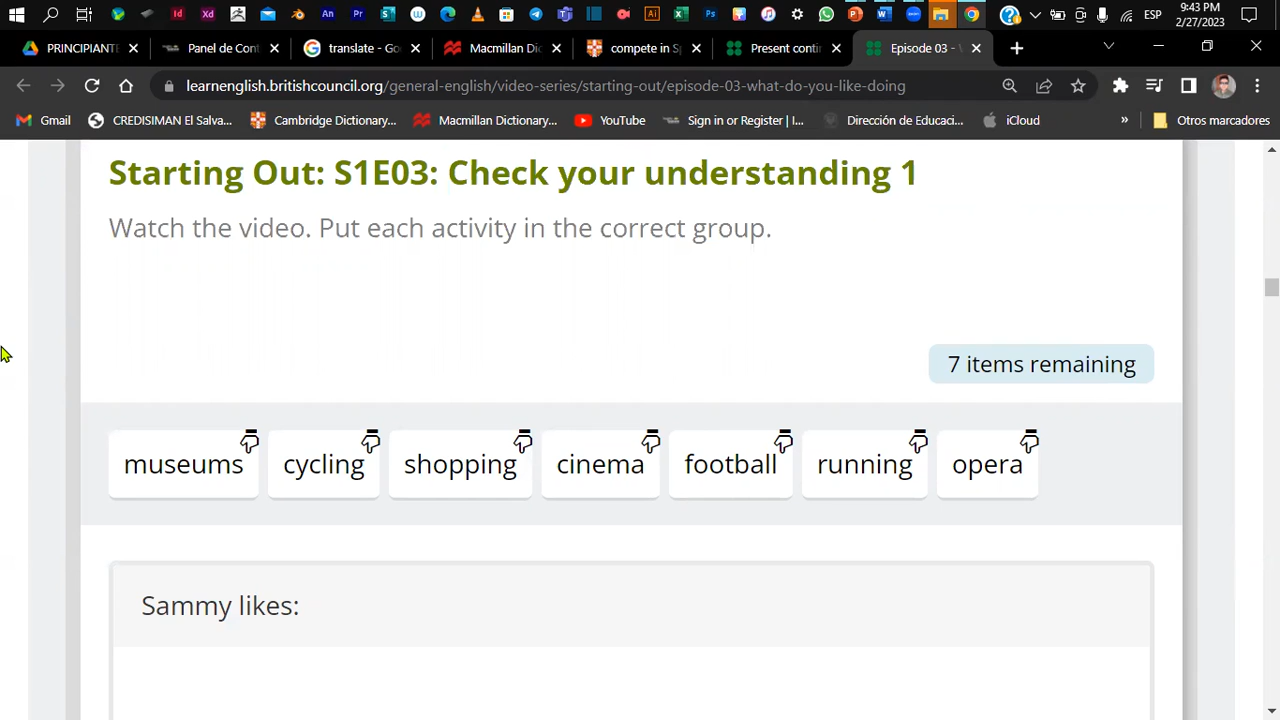 9:43 PM
ESP
2/27/2023
PRINCIPIANTE
Panel de Cont
translate - Goo
Macmillan Dic
compete in Sp
Present contin
Episode 03 - W
learnenglish.britishcouncil.org/general-english/video-series/starting-out/episode-03-what-do-you-like-doing
Gmail
CREDISIMAN El Salva...
Cambridge Dictionary...
Macmillan Dictionary...
YouTube
Sign in or Register | I...
Dirección de Educaci...
iCloud
»
Otros marcadores
Starting Out: S1E03: Check your understanding 1
Watch the video. Put each activity in the correct group.
7 items remaining
museums cycling shopping cinema football running opera
Sammy likes: